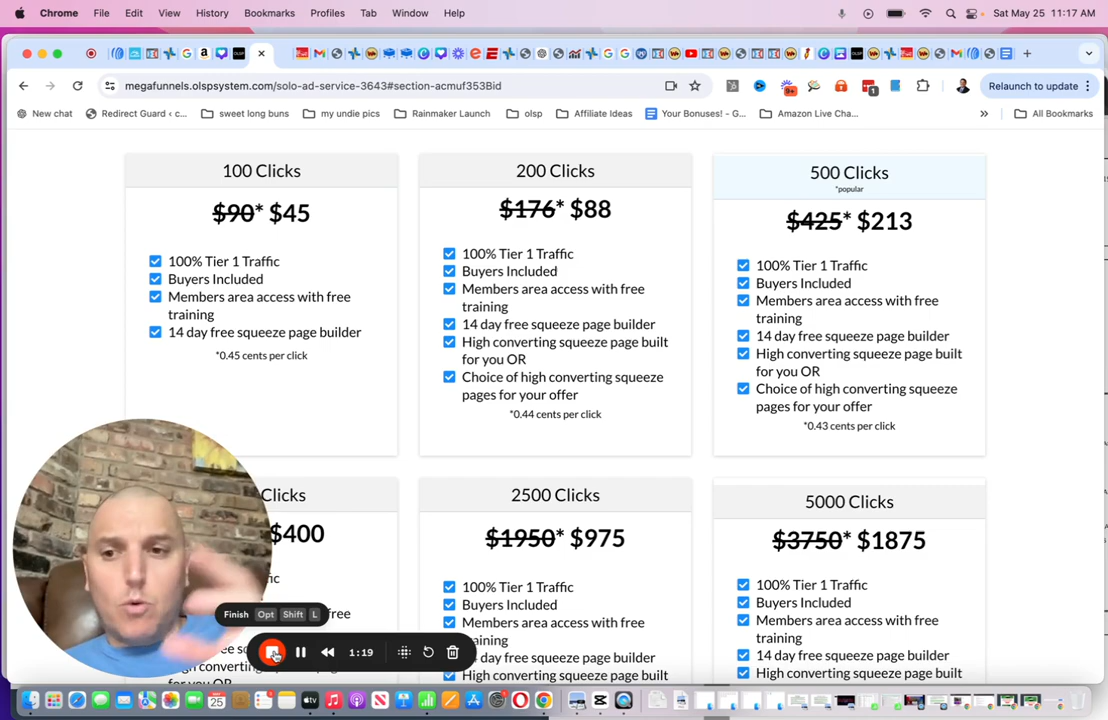 Chrome File Edit View History Bookmarks Profiles Tab Window Help
Sat May 25 11:17 AM
megafunnels.olspsystem.com/solo-ad-service-3643#section-acmuf353Bid
Relaunch to update
New chat Redirect Guard ‹ c... sweet long buns my undie pics Rainmaker Launch olsp Affiliate Ideas Your Bonuses! – G... Amazon Live Cha... » All Bookmarks
100 Clicks
$90* $45
100% Tier 1 Traffic
Buyers Included
Members area access with free
training
14 day free squeeze page builder
*0.45 cents per click
200 Clicks
$176* $88
100% Tier 1 Traffic
Buyers Included
Members area access with free
training
14 day free squeeze page builder
High converting squeeze page built
for you OR
Choice of high converting squeeze
pages for your offer
*0.44 cents per click
500 Clicks
*popular
$425* $213
100% Tier 1 Traffic
Buyers Included
Members area access with free
training
14 day free squeeze page builder
High converting squeeze page built
for you OR
Choice of high converting squeeze
pages for your offer
*0.43 cents per click
Clicks
$400
free
2500 Clicks
$1950* $975
100% Tier 1 Traffic
Buyers Included
Members area access with free
training
day free squeeze page builder
High converting squeeze page built
5000 Clicks
$3750* $1875
100% Tier 1 Traffic
Buyers Included
Members area access with free
training
14 day free squeeze page builder
High converting squeeze page built
Finish Opt Shift L
1:19